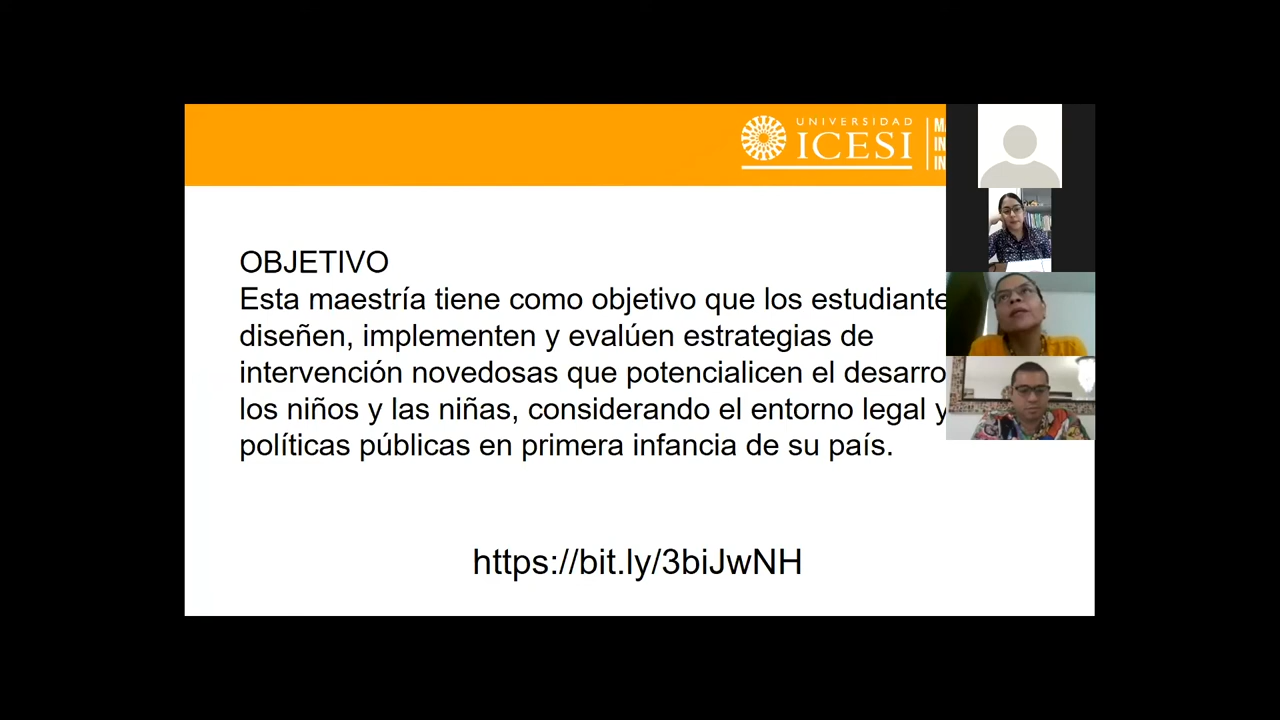 UNIVERSIDAD
ICESI
OBJETIVO
Esta maestría tiene como objetivo que los estudiante
diseñen, implementen y evalúen estrategias de
intervención novedosas que potencialicen el desarro
los niños y las niñas, considerando el entorno legal y
políticas públicas en primera infancia de su país.
https://bit.ly/3biJwNH